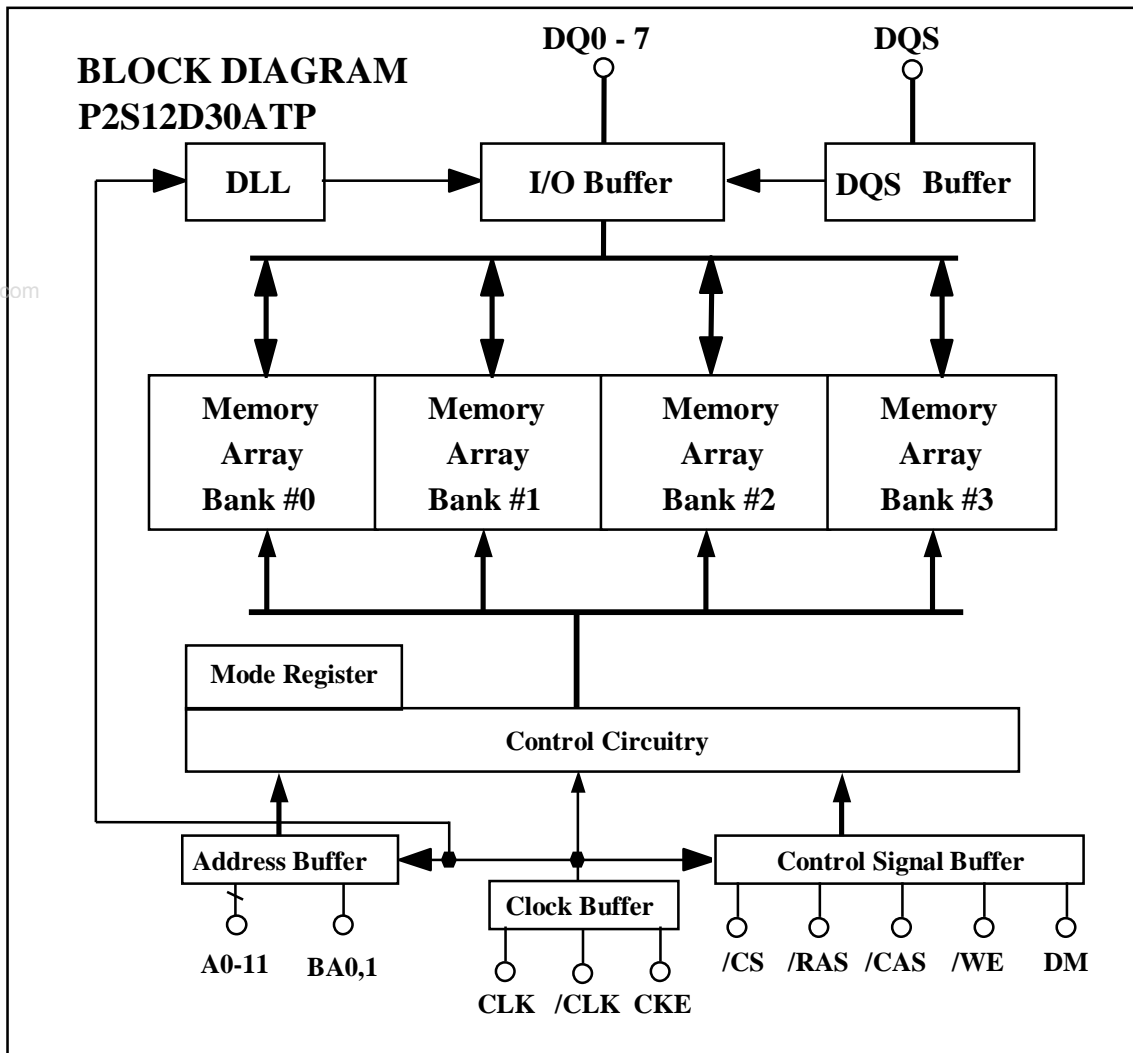 DQ0 - 7
DQS
BLOCK DIAGRAM
P2S12D30ATP
DLL
I/O Buffer
DQS Buffer
com
Memory
Array
Bank #0
Memory
Array
Bank #1
Memory
Array
Bank #2
Memory
Array
Bank #3
Mode Register
Control Circuitry
Address Buffer
Control Signal Buffer
Clock Buffer
A0-11
BA0,1
CLK
/CLK
CKE
/CS
/RAS
/CAS
/WE
DM